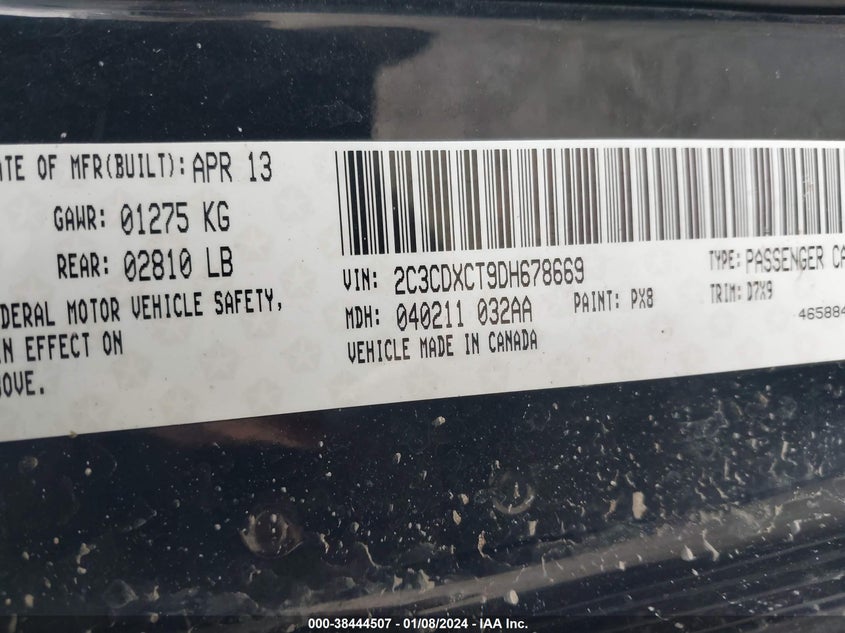 ATE OF MFR(BUILT): APR 13
GAWR: 01275 KG
REAR: 02810 LB
DERAL MOTOR VEHICLE SAFETY,
N EFFECT ON
BOVE.
VIN: 2C3CDXCT9DH678669
TYPE: PASSENGER CA
MDH: 040211 032AA
PAINT: PX8
TRIM: D7X9
VEHICLE MADE IN CANADA
46588
000-38444507 - 01/08/2024 - IAA Inc.